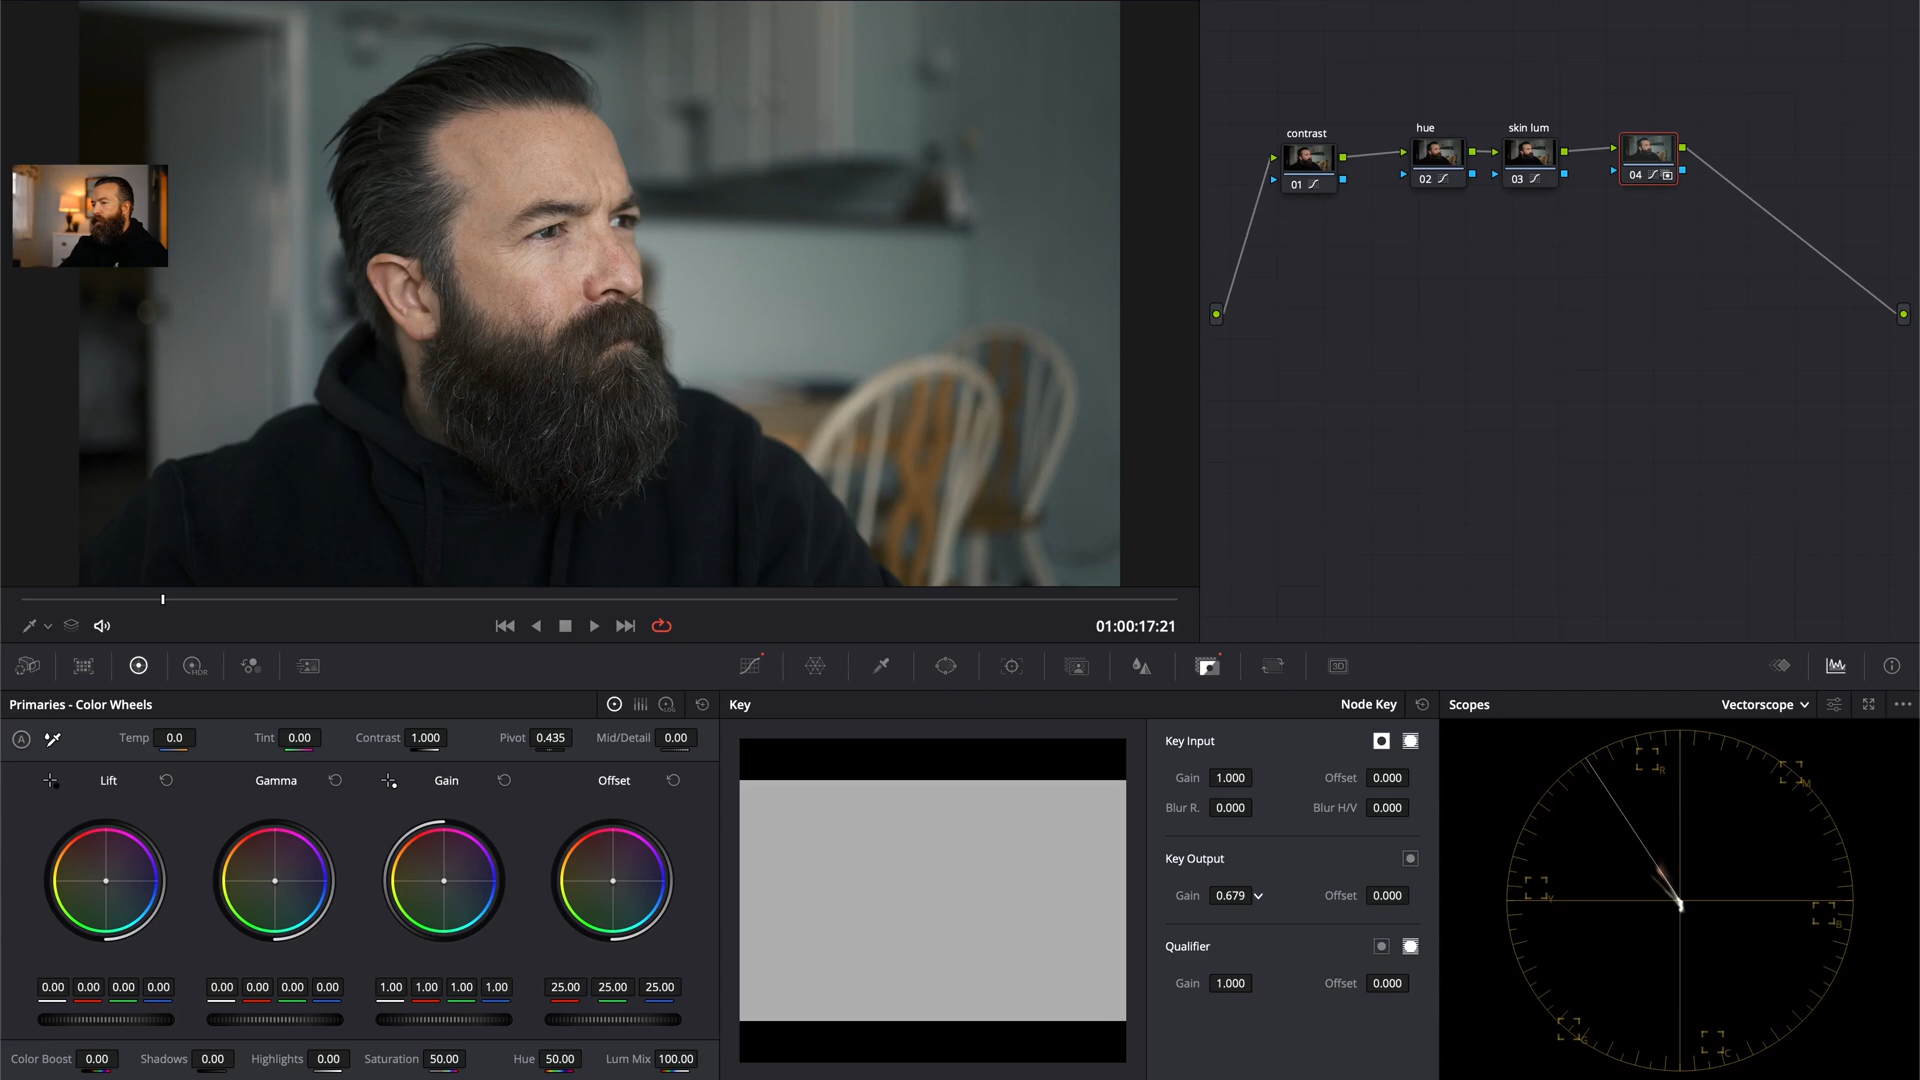 contrast
hue
skin lum
01
02
03
04
01:00:17:21
HDR
3D
Primaries - Color Wheels
Key
Node Key
Scopes
Vectorscope
A
Temp 0.0
Tint 0.00
Contrast 1.000
Pivot 0.435
Mid/Detail 0.00
Lift
Gamma
Gain
Offset
0.00 0.00 0.00 0.00
0.00 0.00 0.00 0.00
1.00 1.00 1.00 1.00
25.00 25.00 25.00
Color Boost 0.00
Shadows 0.00
Highlights 0.00
Saturation 50.00
Hue 50.00
Lum Mix 100.00
Key Input
Gain 1.000
Offset 0.000
Blur R. 0.000
Blur H/V 0.000
Key Output
Gain 0.679
Offset 0.000
Qualifier
Gain 1.000
Offset 0.000
R
M
Y
B
G
C